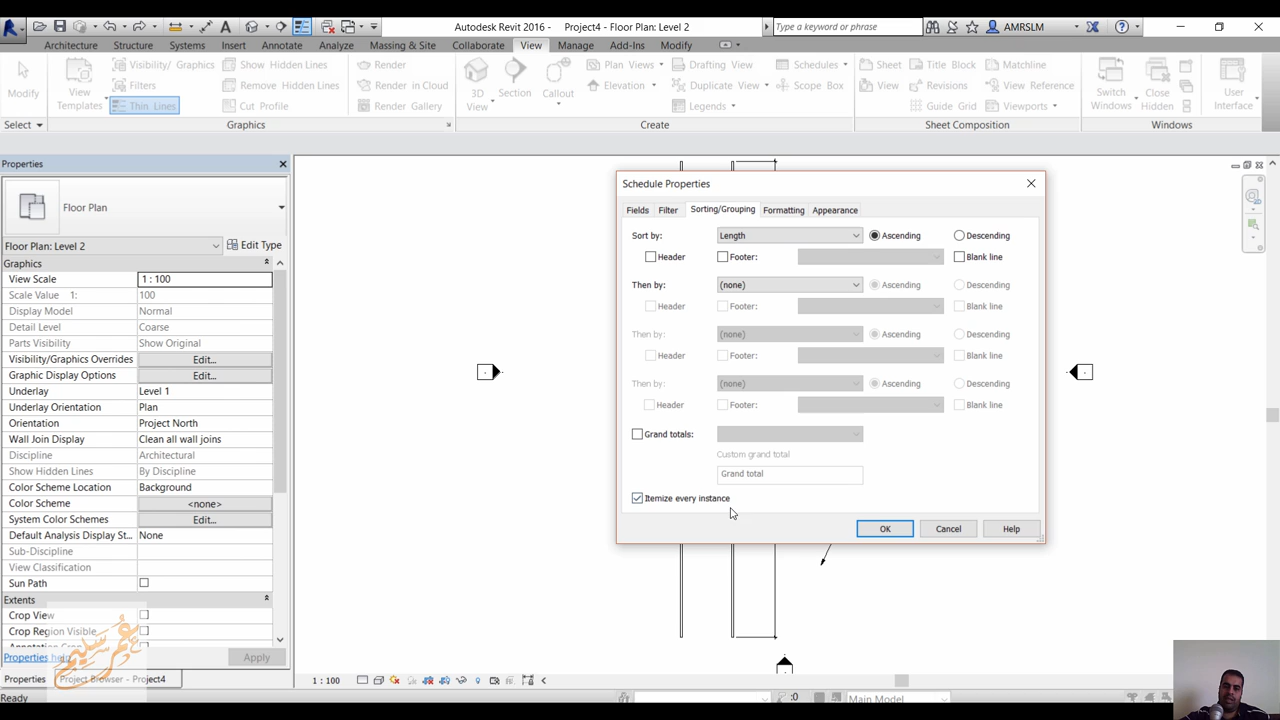 Autodesk Revit 2016 - Project4 - Floor Plan: Level 2
Type a keyword or phrase
AMRSLM
Architecture Structure Systems Insert Annotate Analyze Massing & Site Collaborate View Manage Add-Ins Modify
Modify
View Templates
Visibility/ Graphics
Filters
Thin Lines
Show Hidden Lines
Remove Hidden Lines
Cut Profile
Render
Render in Cloud
Render Gallery
3D View
Section
Callout
Plan Views
Elevation
Drafting View
Duplicate View
Legends
Schedules
Scope Box
Sheet
View
Title Block
Revisions
Guide Grid
Matchline
View Reference
Viewports
Switch Windows
Close Hidden
User Interface
Select Graphics Create Sheet Composition Windows
Properties
Floor Plan
Floor Plan: Level 2 Edit Type
Graphics
View Scale 1 : 100
Scale Value 1: 100
Display Model Normal
Detail Level Coarse
Parts Visibility Show Original
Visibility/Graphics Overrides Edit...
Graphic Display Options Edit...
Underlay Level 1
Underlay Orientation Plan
Orientation Project North
Wall Join Display Clean all wall joins
Discipline Architectural
Show Hidden Lines By Discipline
Color Scheme Location Background
Color Scheme <none>
System Color Schemes Edit...
Default Analysis Display St... None
Sub-Discipline
View Classification
Sun Path
Extents
Crop View
Crop Region Visible
Properties help Apply
Properties Project Browser - Project4
Ready
Schedule Properties
Fields Filter Sorting/Grouping Formatting Appearance
Sort by: Length Ascending Descending
Header Footer: Blank line
Then by: (none) Ascending Descending
Header Footer: Blank line
Then by: (none) Ascending Descending
Header Footer: Blank line
Then by: (none) Ascending Descending
Header Footer: Blank line
Grand totals:
Custom grand total
Grand total
Itemize every instance
OK Cancel Help
1 : 100
:0 Main Model
عمر سليم